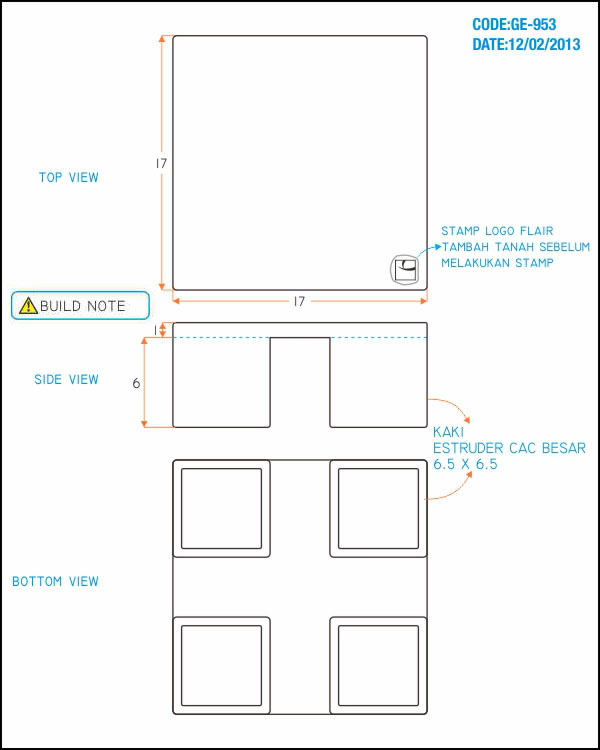 CODE:GE-953
DATE:12/02/2013
17
TOP VIEW
STAMP LOGO FLAIR
TAMBAH TANAH SEBELUM
MELAKUKAN STAMP
17
BUILD NOTE
1
SIDE VIEW
6
KAKI
ESTRUDER CAC BESAR
6.5 X 6.5
BOTTOM VIEW